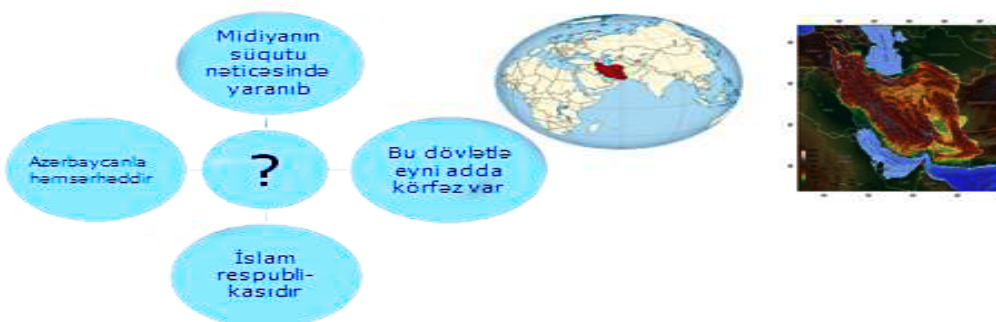 Midiyanın
süqutu
nəticəsində
yaranıb
Azərbaycanla
həmsərhəddir
?
Bu dövlətlə
eyni adda
körfəz var
İslam
respubli-
kasıdır